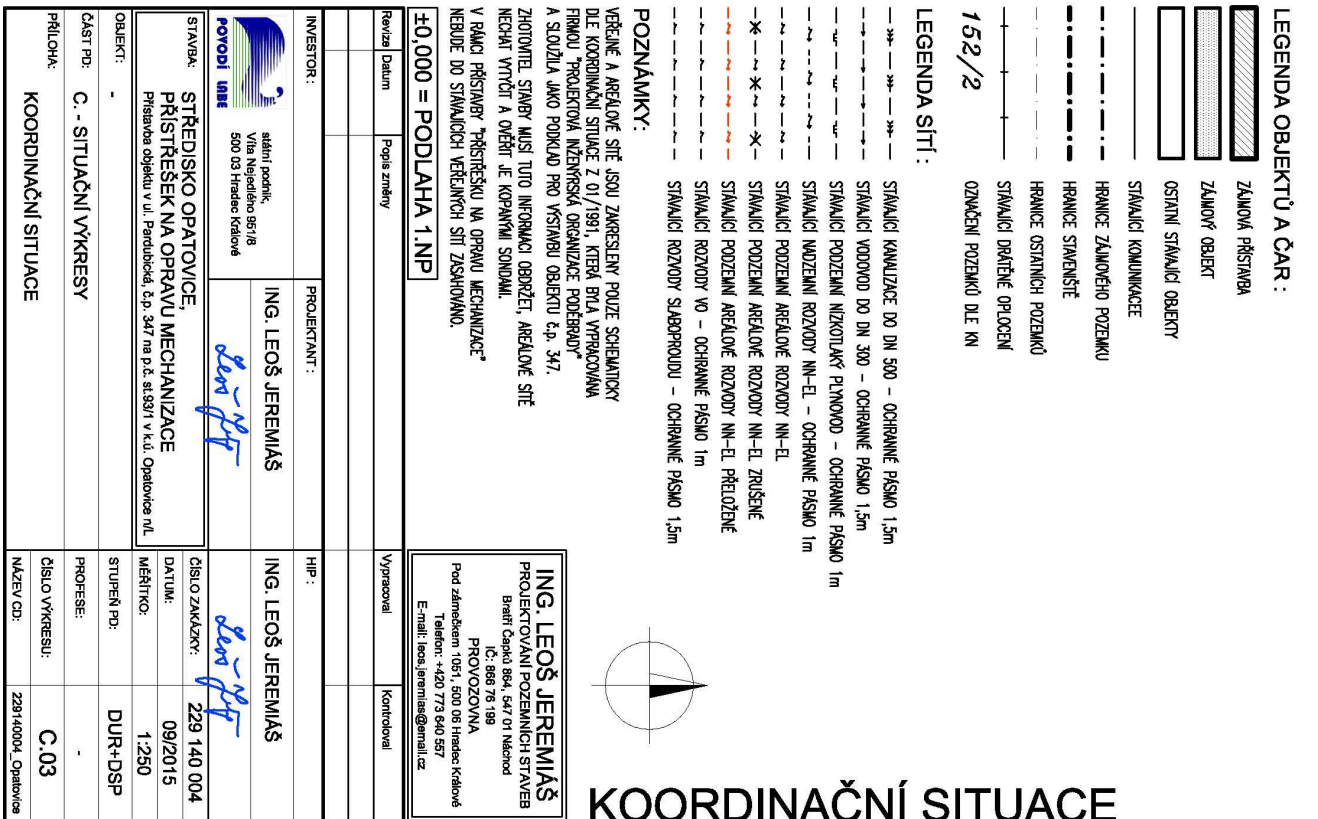 KOORDINAČNÍ SITUACE
LEGENDA OBJEKTŮ A ČAR :
ZÁJMOVÁ PŘÍSTAVBA
ZÁJMOVÝ OBJEKT
OSTATNÍ STÁVAJÍCÍ OBJEKTY
STÁVAJÍCÍ KOMUNIKACEE
HRANICE ZÁJMOVÉHO POZEMKU
HRANICE STAVENIŠTĚ
HRANICE OSTATNÍCH POZEMKŮ
STÁVAJÍCÍ DRÁTĚNÉ OPLOCENÍ
152/2 OZNAČENÍ POZEMKŮ DLE KN
LEGENDA SÍTÍ :
STÁVAJÍCÍ KANALIZACE DO DN 500 – OCHRANNÉ PÁSMO 1,5m
STÁVAJÍCÍ VODOVOD DO DN 300 – OCHRANNÉ PÁSMO 1,5m
STÁVAJÍCÍ PODZEMNÍ NÍZKOTLAKÝ PLYNOVOD – OCHRANNÉ PÁSMO 1m
STÁVAJÍCÍ NADZEMNÍ ROZVODY NN–EL – OCHRANNÉ PÁSMO 1m
STÁVAJÍCÍ PODZEMNÍ AREÁLOVÉ ROZVODY NN–EL
STÁVAJÍCÍ PODZEMNÍ AREÁLOVÉ ROZVODY NN–EL ZRUŠENÉ
STÁVAJÍCÍ PODZEMNÍ AREÁLOVÉ ROZVODY NN–EL PŘELOŽENÉ
STÁVAJÍCÍ ROZVODY VO – OCHRANNÉ PÁSMO 1m
STÁVAJÍCÍ ROZVODY SLABOPROUDU – OCHRANNÉ PÁSMO 1,5m
POZNÁMKY:
VEŘEJNÉ A AREÁLOVÉ SÍTĚ JSOU ZAKRESLENY POUZE SCHEMATICKY
DLE KOORDINAČNÍ SITUACE Z 01/1991, KTERÁ BYLA VYPRACOVÁNA
FIRMOU "PROJEKTOVÁ INŽENÝRSKÁ ORGANIZACE PODĚBRADY"
A SLOUŽILA JAKO PODKLAD PRO VÝSTAVBU OBJEKTU č.p. 347.
ZHOTOVITEL STAVBY MUSÍ TUTO INFORMACI OBDRŽET, AREÁLOVÉ SÍTĚ
NECHAT VYTÝČIT A OVĚŘIT JE KOPANÝMI SONDAMI.
V RÁMCI PŘÍSTAVBY "PŘÍSTŘEŠKU NA OPRAVU MECHANIZACE"
NEBUDE DO STÁVAJÍCÍCH VEŘEJNÝCH SÍTÍ ZASAHOVÁNO.
±0,000 = PODLAHA 1.NP
ING. LEOŠ JEREMIÁŠ
PROJEKTOVÁNÍ POZEMNÍCH STAVEB
Bratří Čapků 864, 547 01 Náchod
IČ: 866 76 199
PROVOZOVNA
Pod zámečkem 1051, 500 06 Hradec Králové
Telefon: +420 773 640 557
E-mail: leos.jeremias@email.cz
Revize Datum Popis změny Vypracoval Kontroloval
INVESTOR : PROJEKTANT : HIP :
POVODÍ LABE
státní podnik,
Víta Nejedlého 951/8
500 03 Hradec Králové
ING. LEOŠ JEREMIÁŠ ING. LEOŠ JEREMIÁŠ
STAVBA: STŘEDISKO OPATOVICE,
PŘÍSTŘEŠEK NA OPRAVU MECHANIZACE
Přístavba objektu v ul. Pardubická, č.p. 347 na p.č. st.93/1 v k.ú. Opatovice n/L
ČÍSLO ZAKÁZKY: 229 140 004
DATUM: 09/2015
MĚŘÍTKO: 1:250
OBJEKT: -
STUPEŇ PD: DUR+DSP
ČÁST PD: C. - SITUAČNÍ VÝKRESY
PROFESE: -
PŘÍLOHA: KOORDINAČNÍ SITUACE
ČÍSLO VÝKRESU: C.03
NÁZEV CD: 229140004_Opatovice